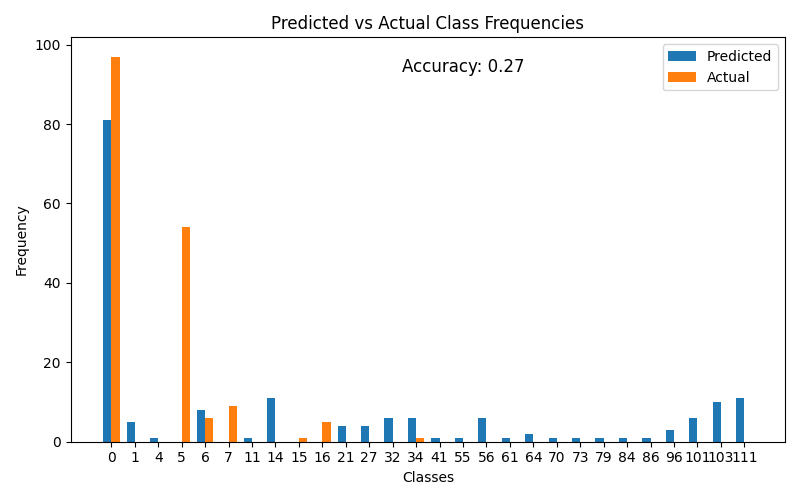 Predicted vs Actual Class Frequencies
Accuracy: 0.27
Predicted
Actual
Frequency
100
80
60
40
20
0
0 1 4 5 6 7 11 14 15 16 21 27 32 34 41 55 56 61 64 70 73 79 84 86 96 101 103 111
Classes